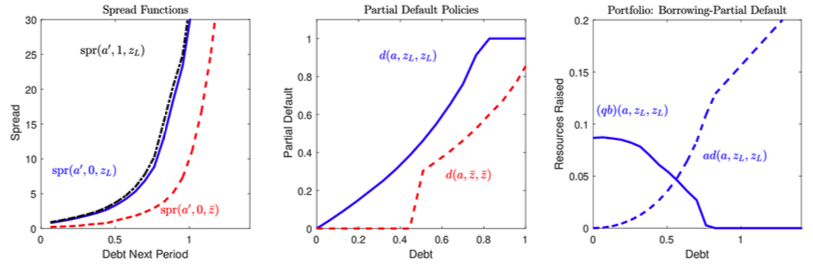 Spread Functions
30
25
20
15
10
5
0
Spread
spr(a′, 1, z_L)
spr(a′, 0, z_L)
spr(a′, 0, z̄)
0
0.5
1
Debt Next Period
Partial Default Policies
1
0.8
0.6
0.4
0.2
0
Partial Default
d(a, z_L, z_L)
d(a, z̄, z̄)
0
0.2
0.4
0.6
0.8
1
Debt
Portfolio: Borrowing-Partial Default
0.2
0.15
0.1
0.05
0
Resources Raised
(qb)(a, z_L, z_L)
ad(a, z_L, z_L)
0
0.5
1
Debt